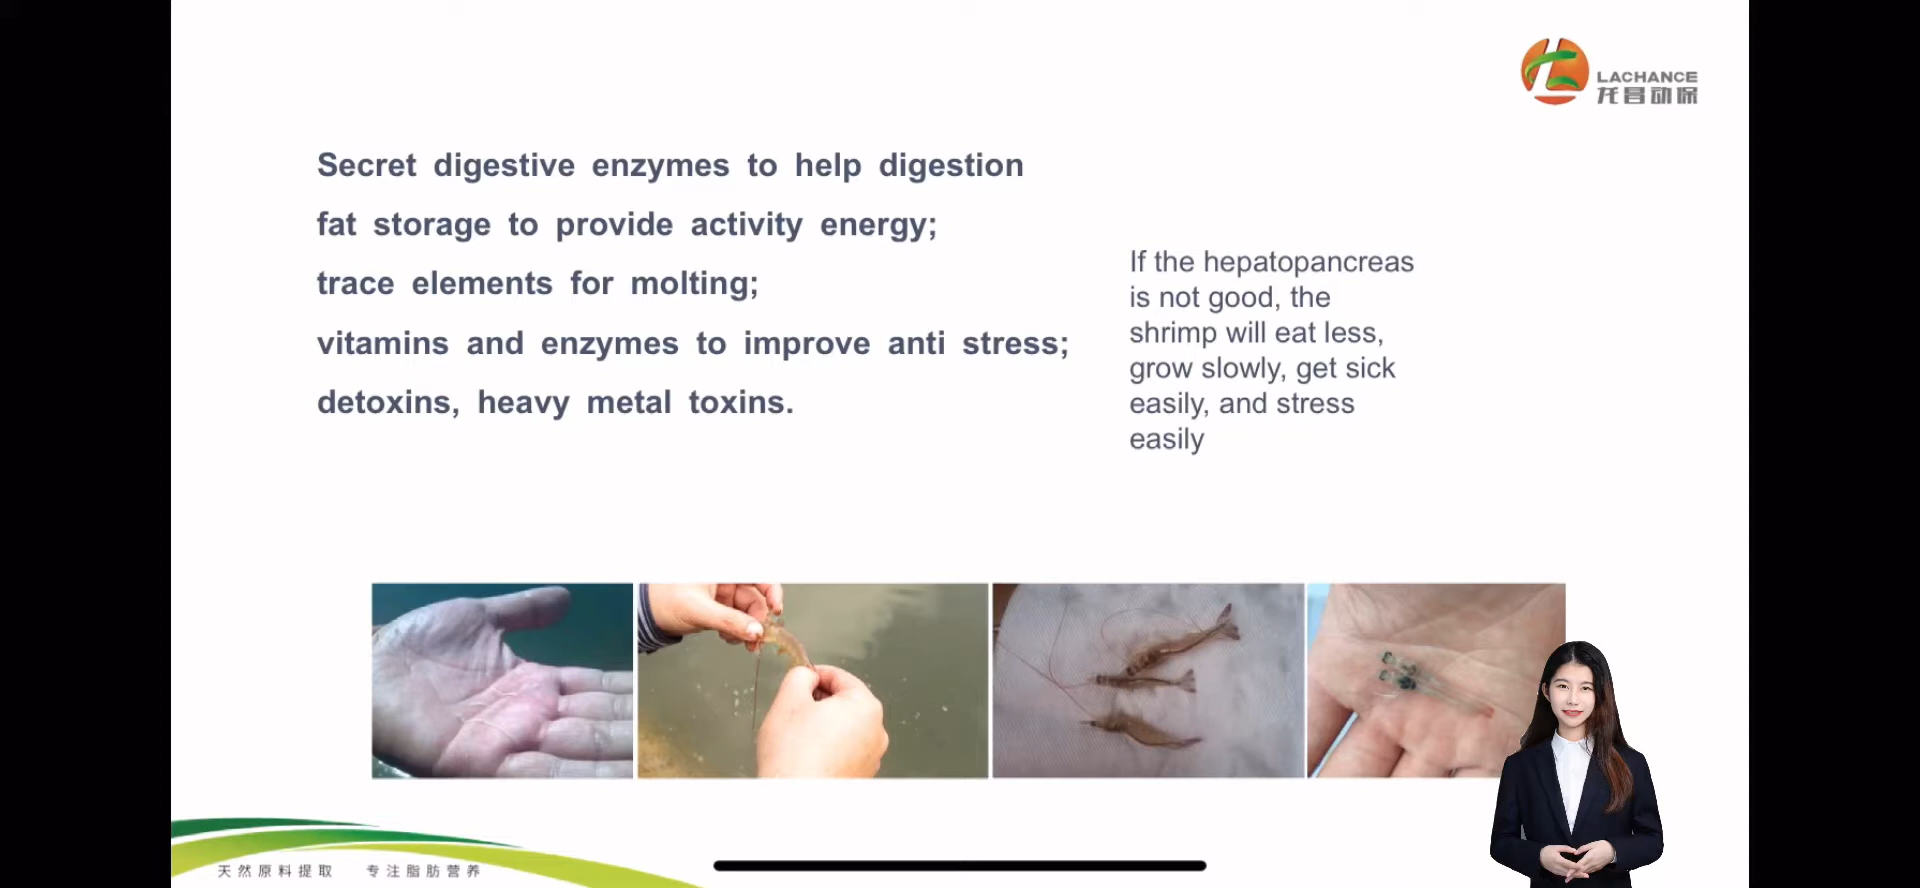 LACHANCE
龙昌动保
Secret digestive enzymes to help digestion
fat storage to provide activity energy;
trace elements for molting;
vitamins and enzymes to improve anti stress;
detoxins, heavy metal toxins.
If the hepatopancreas
is not good, the
shrimp will eat less,
grow slowly, get sick
easily, and stress
easily
天然原料提取 专注脂肪营养